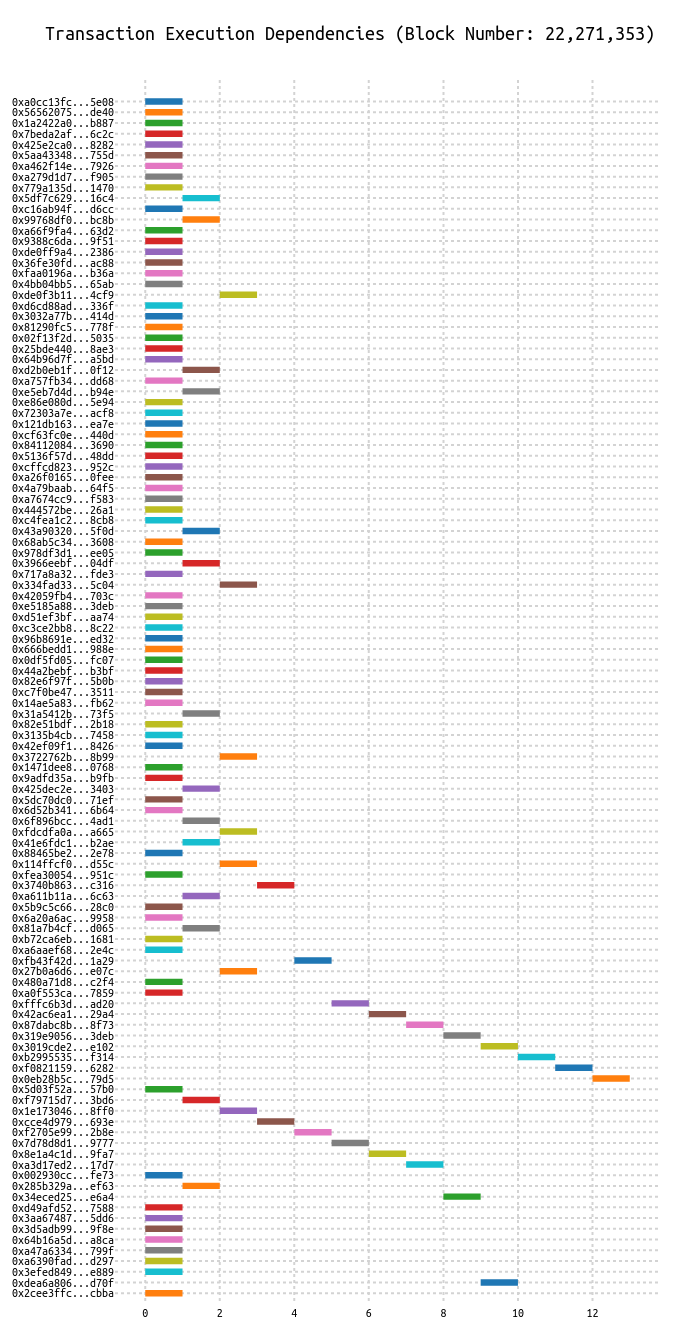 Transaction Execution Dependencies (Block Number: 22,271,353)
0xa0cc13fc...5e08
0x56562075...de40
0x1a2422a0...b887
0x7beda2af...6c2c
0x425e2ca0...8282
0x5aa43348...755d
0xa462f14e...7926
0xa279d1d7...f905
0x779a135d...1470
0x5df7c629...16c4
0xc16ab94f...d6cc
0x99768df0...bc8b
0xa66f9fa4...63d2
0x9388c6da...9f51
0xde0ff9a4...2386
0x36fe30fd...ac88
0xfaa0196a...b36a
0x4bb04bb5...65ab
0xde0f3b11...4cf9
0xd6cd88ad...336f
0x3032a77b...414d
0x81290fc5...778f
0x02f13f2d...5035
0x25bde440...8ae3
0x64b96d7f...a5bd
0xd2b0eb1f...0f12
0xa757fb34...dd68
0xe5eb7d4d...b94e
0xe86e080d...5e94
0x72303a7e...acf8
0x121db163...ea7e
0xcf63fc0e...440d
0x84112084...3690
0x5136f57d...48dd
0xcffcd823...952c
0xa26f0165...0fee
0x4a79baab...64f5
0xa7674cc9...f583
0x444572be...26a1
0xc4fea1c2...8cb8
0x43a90320...5f0d
0x68ab5c34...3608
0x978df3d1...ee05
0x3966eebf...04df
0x717a8a32...fde3
0x334fad33...5c04
0x42059fb4...703c
0xe5185a88...3deb
0xd51ef3bf...aa74
0xc3ce2bb8...8c22
0x96b8691e...ed32
0x666bedd1...988e
0x0df5fd05...fc07
0x44a2bebf...b3bf
0x82e6f97f...5b0b
0xc7f0be47...3511
0x14ae5a83...fb62
0x31a5412b...73f5
0x82e51bdf...2b18
0x3135b4cb...7458
0x42ef09f1...8426
0x3722762b...8b99
0x1471dee8...0768
0x9adfd35a...b9fb
0x425dec2e...3403
0x5dc70dc0...71ef
0x6d52b341...6b64
0x6f896bcc...4ad1
0xfdcdfa0a...a665
0x41e6fdc1...b2ae
0x88465be2...2e78
0x114ffcf0...d55c
0xfea30054...951c
0x3740b863...c316
0xa611b11a...6c63
0x5b9c5c66...28c0
0x6a20a6ac...9958
0x81a7b4cf...d065
0xb72ca6eb...1681
0xa6aaef68...2e4c
0xfb43f42d...1a29
0x27b0a6d6...e07c
0x480a71d8...c2f4
0xa0f553ca...7859
0xfffc6b3d...ad20
0x42ac6ea1...29a4
0x87dabc8b...8f73
0x319e9056...3deb
0x3019cde2...e102
0xb2995535...f314
0xf0821159...6282
0x0eb28b5c...79d5
0x5d03f52a...57b0
0xf79715d7...3bd6
0x1e173046...8ff0
0xcce4d979...693e
0xf2705e99...2b8e
0x7d78d8d1...9777
0x8e1a4c1d...9fa7
0xa3d17ed2...17d7
0x002930cc...fe73
0x285b329a...ef63
0x34eced25...e6a4
0xd49afd52...7588
0x3aa67487...5dd6
0x3d5adb99...9f8e
0x64b16a5d...a8ca
0xa47a6334...799f
0xa6390fad...d297
0x3efed849...e889
0xdea6a806...d70f
0x2cee3ffc...cbba
0 2 4 6 8 10 12